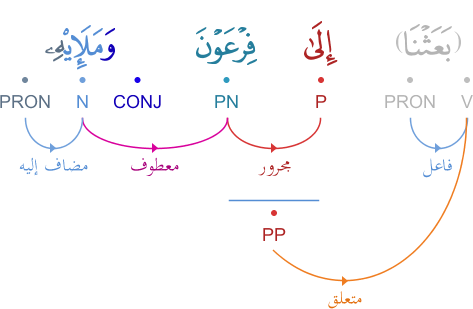 (بَعَثْنَا) إِلَىٰ فِرْعَوْنَ وَمَلَإِي۟هِۦ
V PRON P PN CONJ N PRON
فاعل مجرور معطوف مضاف إليه
PP
متعلق